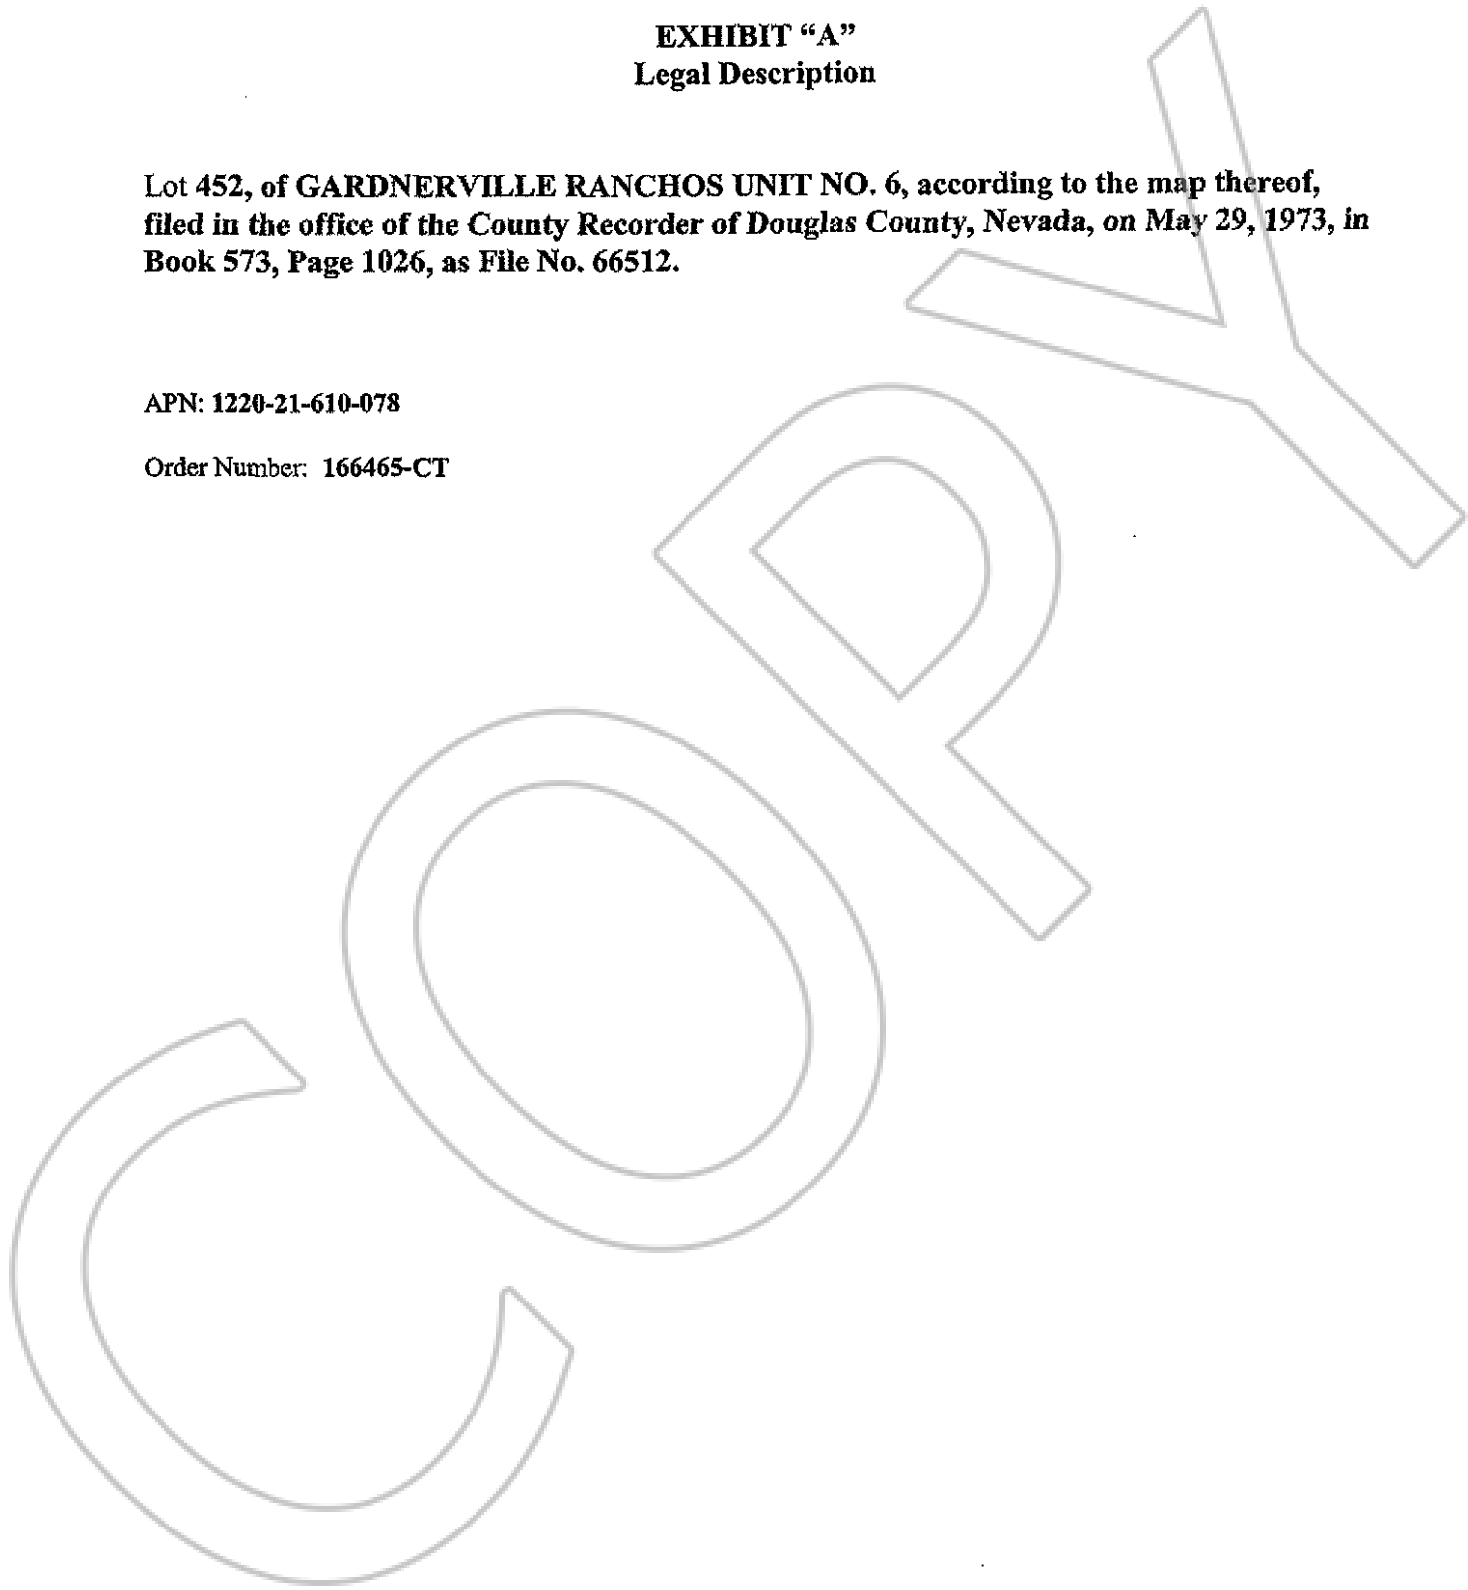 EXHIBIT “A”
Legal Description
Lot 452, of GARDNERVILLE RANCHOS UNIT NO. 6, according to the map thereof,
filed in the office of the County Recorder of Douglas County, Nevada, on May 29, 1973, in
Book 573, Page 1026, as File No. 66512.
APN: 1220-21-610-078
Order Number: 166465-CT
COPY